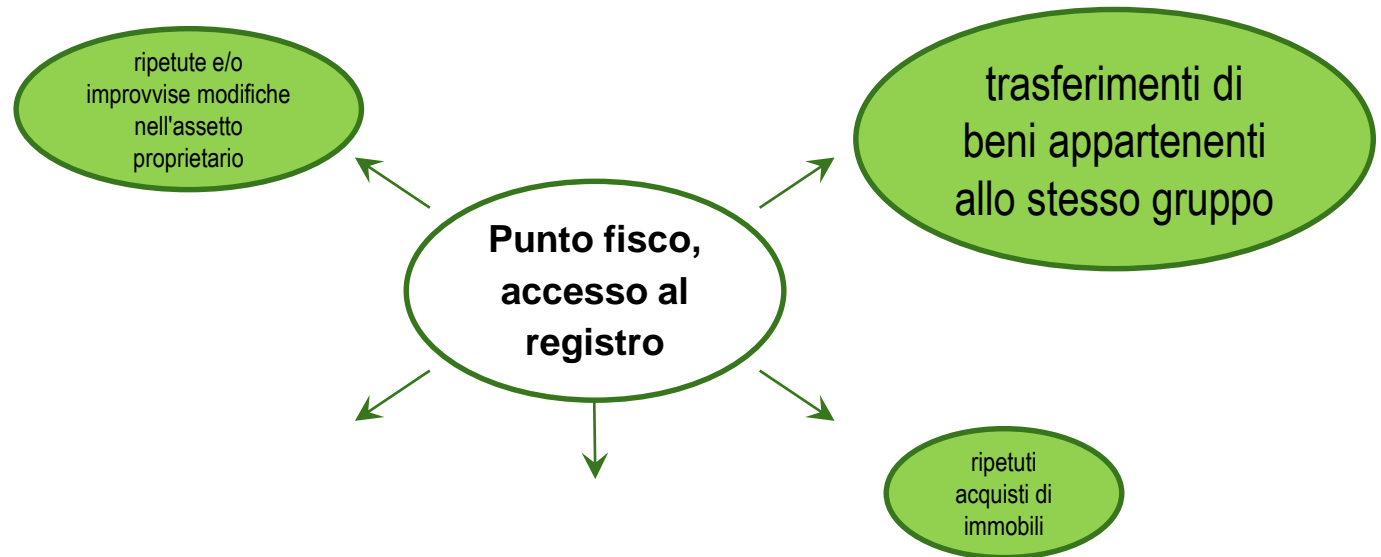 ripetute e/o
improvvise modifiche
nell'assetto
proprietario
trasferimenti di
beni appartenenti
allo stesso gruppo
Punto fisco,
accesso al
registro
ripetuti
acquisti di
immobili